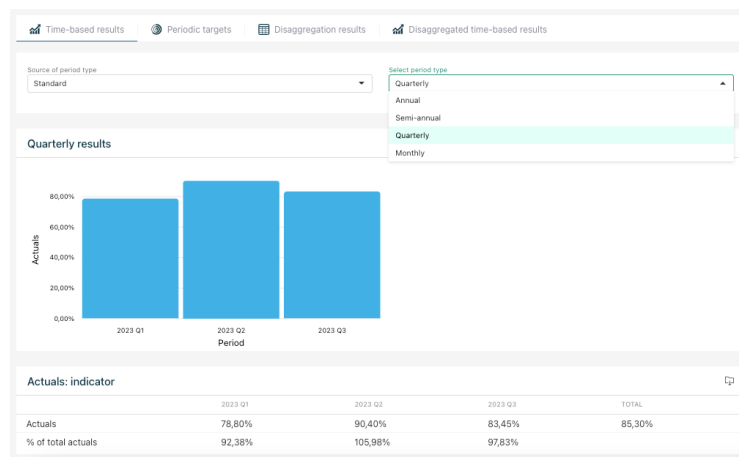 Time-based results Periodic targets Disaggregation results Disaggregated time-based results
Source of period type Select period type
Standard Quarterly
Annual
Semi-annual
Quarterly
Monthly
Quarterly results
80,00%
60,00%
40,00%
20,00%
0,00%
Actuals
2023 Q1 2023 Q2 2023 Q3
Period
Actuals: indicator
2023 Q1 2023 Q2 2023 Q3 TOTAL
Actuals 78,80% 90,40% 83,45% 85,30%
% of total actuals 92,38% 105,98% 97,83%